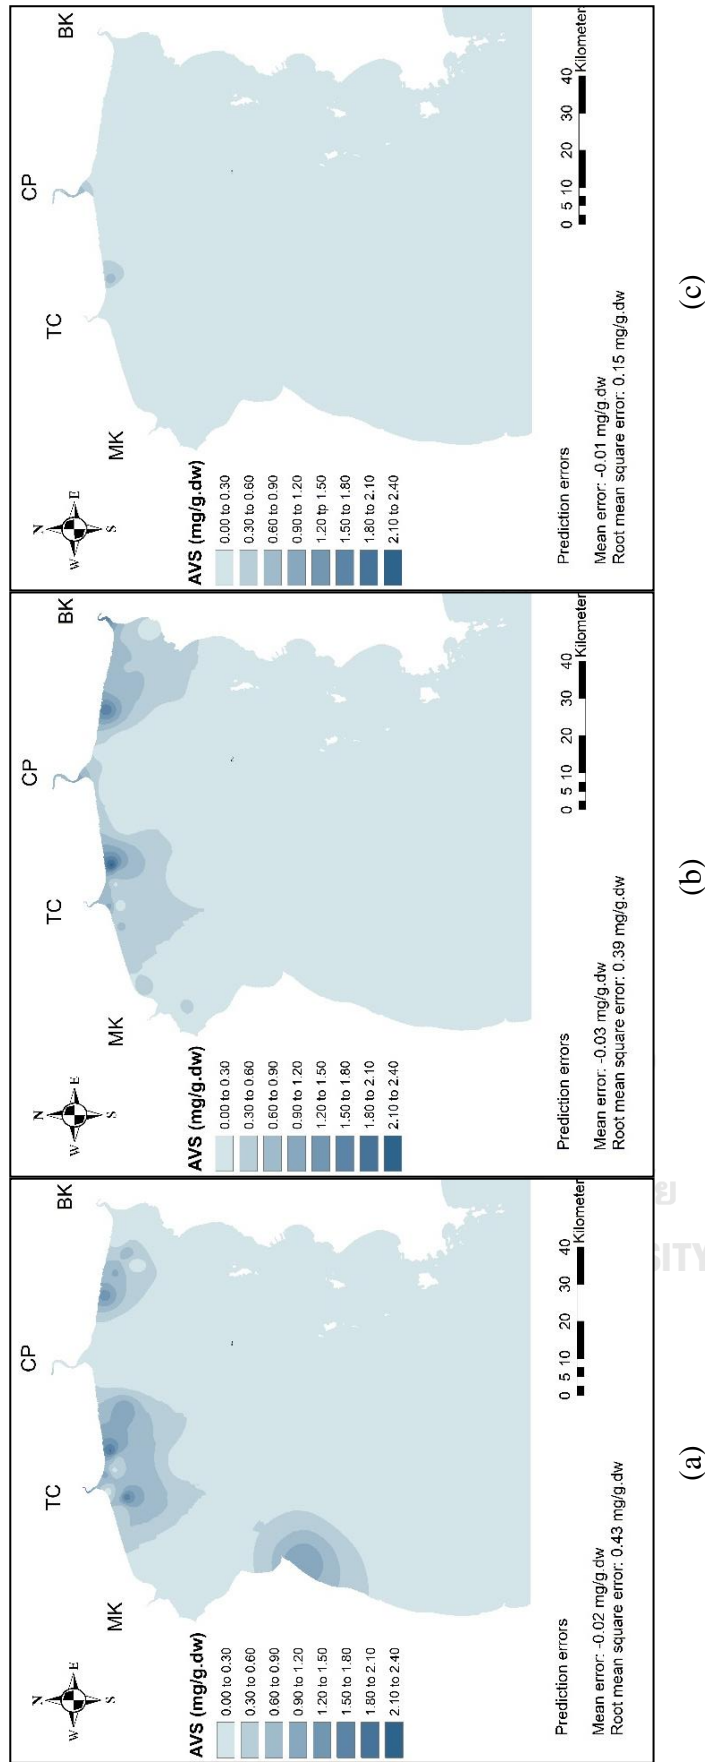 N
W
E
S
MK
TC
CP
BK
AVS (mg/g.dw)
0.00 to 0.30
0.30 to 0.60
0.60 to 0.90
0.90 to 1.20
1.20 to 1.50
1.50 to 1.80
1.80 to 2.10
2.10 to 2.40
Prediction errors
0 5 10 20 30 40
Kilometer
Mean error: -0.02 mg/g.dw
Root mean square error: 0.43 mg/g.dw
(a)
N
W
E
S
MK
TC
CP
BK
AVS (mg/g.dw)
0.00 to 0.30
0.30 to 0.60
0.60 to 0.90
0.90 to 1.20
1.20 to 1.50
1.50 to 1.80
1.80 to 2.10
2.10 to 2.40
Prediction errors
0 5 10 20 30 40
Kilometer
Mean error: -0.03 mg/g.dw
Root mean square error: 0.39 mg/g.dw
(b)
N
W
E
S
MK
TC
CP
BK
AVS (mg/g.dw)
0.00 to 0.30
0.30 to 0.60
0.60 to 0.90
0.90 to 1.20
1.20 tp 1.50
1.50 to 1.80
1.80 to 2.10
2.10 to 2.40
Prediction errors
0 5 10 20 30 40
Kilometer
Mean error: -0.01 mg/g.dw
Root mean square error: 0.15 mg/g.dw
(c)
ย
SITY